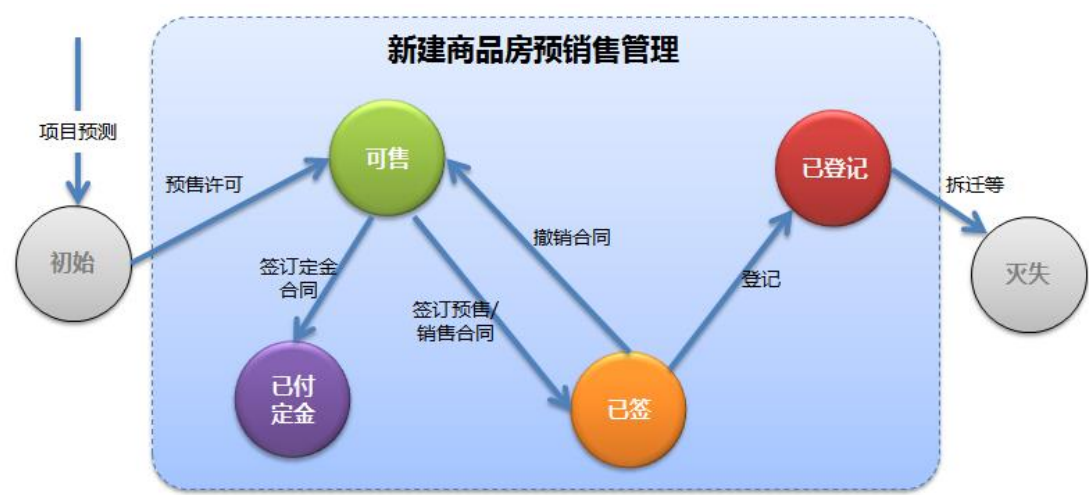 新建商品房预销售管理
项目预测
可售
已登记
预售许可
拆迁等
初始
撤销合同
签订定金
合同
登记
灭失
签订预售/
销售合同
已付
定金
已签